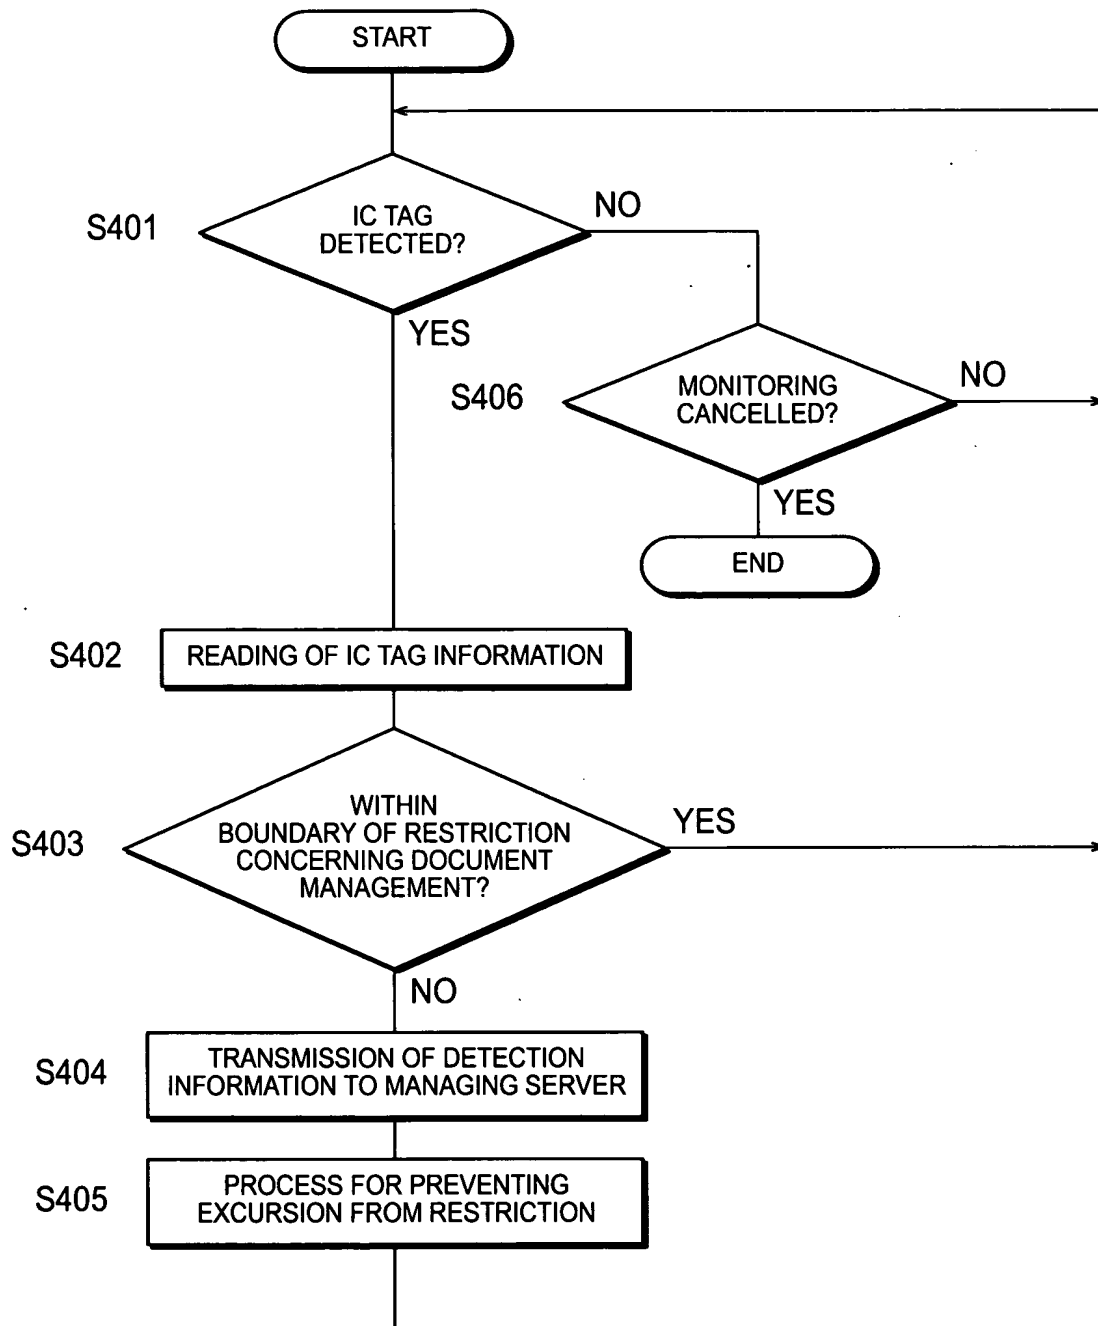 START
S401
IC TAG
DETECTED?
NO
YES
S406
MONITORING
CANCELLED?
NO
YES
END
S402
READING OF IC TAG INFORMATION
S403
WITHIN
BOUNDARY OF RESTRICTION
CONCERNING DOCUMENT
MANAGEMENT?
YES
NO
S404
TRANSMISSION OF DETECTION
INFORMATION TO MANAGING SERVER
S405
PROCESS FOR PREVENTING
EXCURSION FROM RESTRICTION